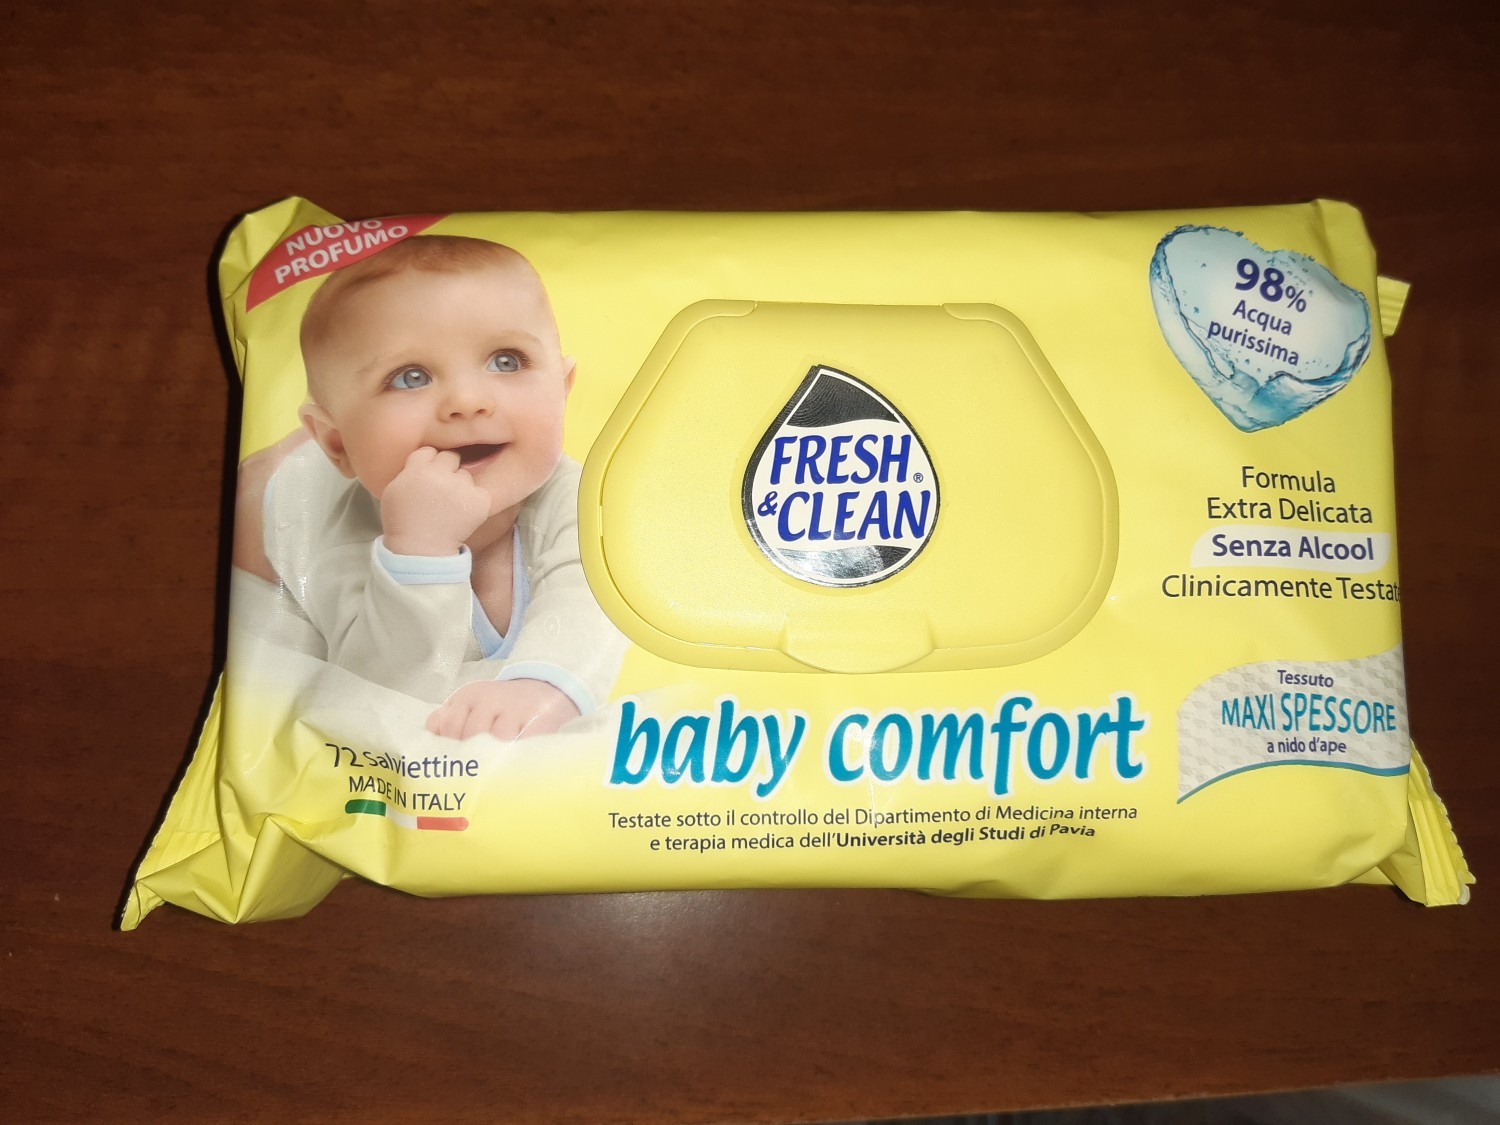 NUOVO
PROFUMO
98%
Acqua
purissima
FRESH®
&CLEAN
Formula
Extra Delicata
Senza Alcool
Clinicamente Testate
Tessuto
MAXI SPESSORE
a nido d'ape
baby comfort
72 Salviettine
MADE IN ITALY
Testate sotto il controllo del Dipartimento di Medicina interna
e terapia medica dell'Università degli Studi di Pavia